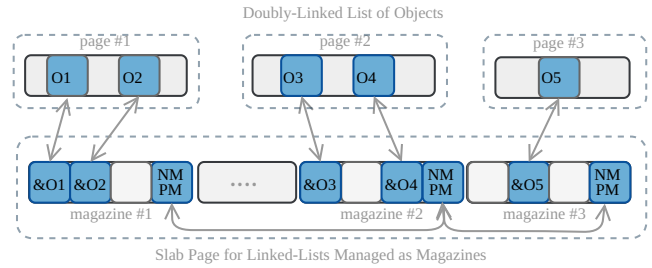 Doubly-Linked List of Objects
page #1
page #2
page #3
O1
O2
O3
O4
O5
&O1
&O2
NM
PM
....
&O3
&O4
NM
PM
&O5
NM
PM
magazine #1
magazine #2
magazine #3
Slab Page for Linked-Lists Managed as Magazines